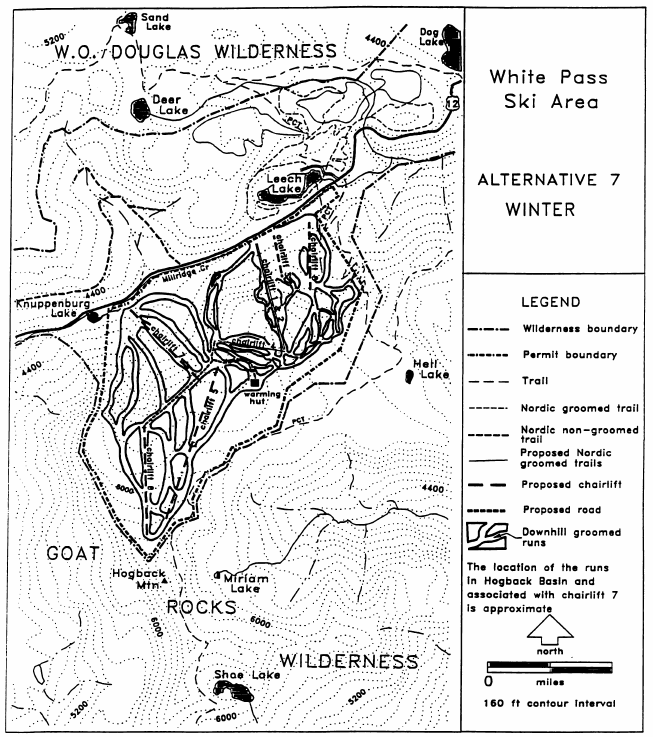 Sand
Lake
5200
W.O. DOUGLAS WILDERNESS
4400
Dog
Lake
Deer
Lake
12
PCT
Leech
Lake
PCT
chairlift
chairlift
chairlift
Millridge Cr
4400
Knuppenburg
Lake
4400
chairlift 7
chairlift
warming
hut
chairlift 5
chairlift 6
Hell
Lake
PCT
6000
4400
GOAT
Hogback
Mtn
Miriam
Lake
ROCKS
6000
6000
WILDERNESS
Shoe Lake
5200
6000
5200
White Pass
Ski Area
ALTERNATIVE 7
WINTER
LEGEND
Wilderness boundary
Permit boundary
Trail
Nordic groomed trail
Nordic non-groomed
trail
Proposed Nordic
groomed trails
Proposed chairlift
Proposed road
Downhill groomed
runs
The location of the runs
in Hogback Basin and
associated with chairlift 7
is approximate
north
0
miles
160 ft contour interval